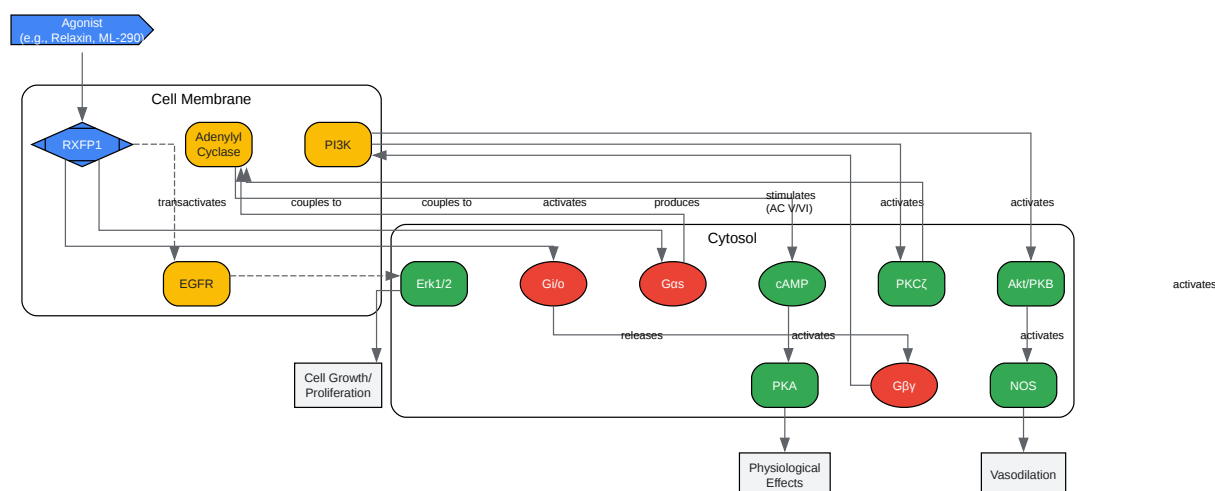 Agonist
(e.g., Relaxin, ML-290)
Cell Membrane
RXFP1
Adenylyl
Cyclase
PI3K
transactivates
couples to
couples to
activates
produces
stimulates
(AC V/VI)
activates
activates
Cytosol
EGFR
Erk1/2
Gi/o
Gαs
cAMP
PKCζ
Akt/PKB
activates
releases
activates
activates
Cell Growth/
Proliferation
PKA
Gβγ
NOS
Physiological
Effects
Vasodilation